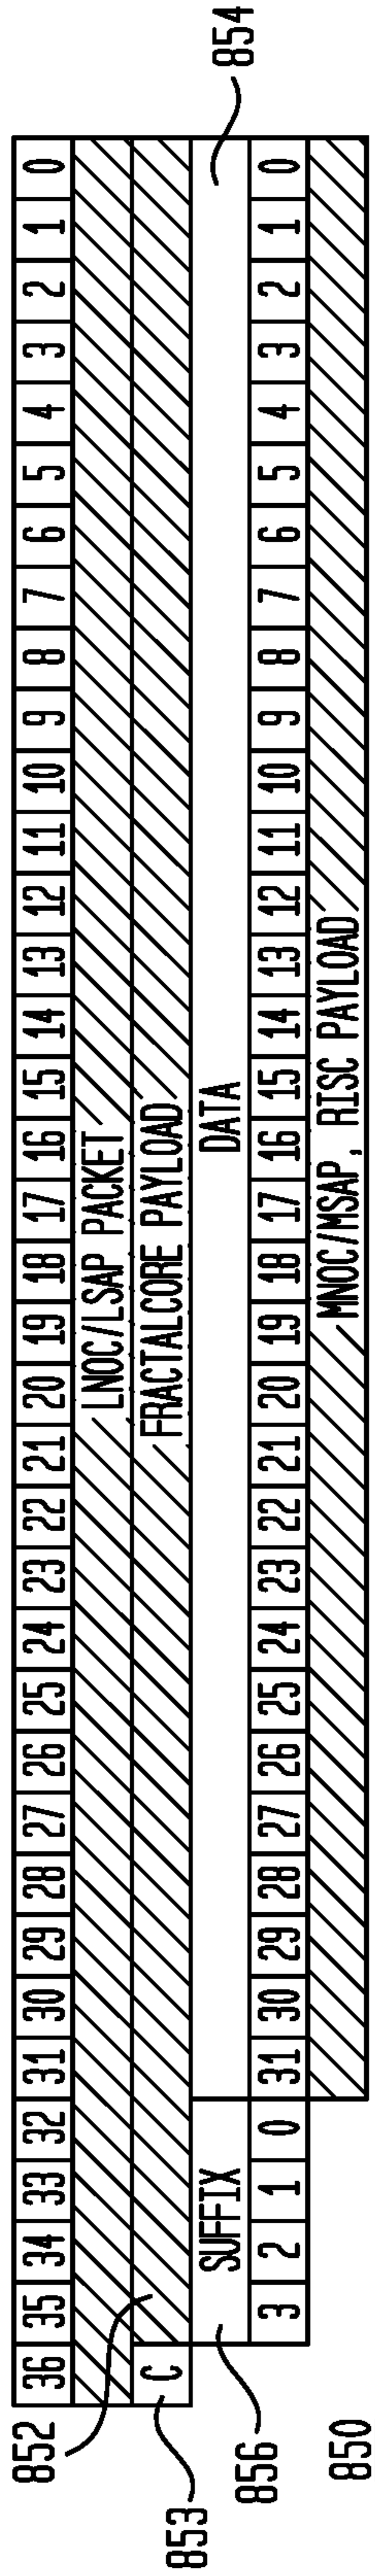 36 35 34 33 32 31 30 29 28 27 26 25 24 23 22 21 20 19 18 17 16 15 14 13 12 11 10 9 8 7 6 5 4 3 2 1 0
852
LNOC/LSAP PACKET
853
C
FRACTALCORE PAYLOAD
856
SUFFIX
DATA
854
3 2 1 0 31 30 29 28 27 26 25 24 23 22 21 20 19 18 17 16 15 14 13 12 11 10 9 8 7 6 5 4 3 2 1 0
850
MNOC/MSAP, RISC PAYLOAD